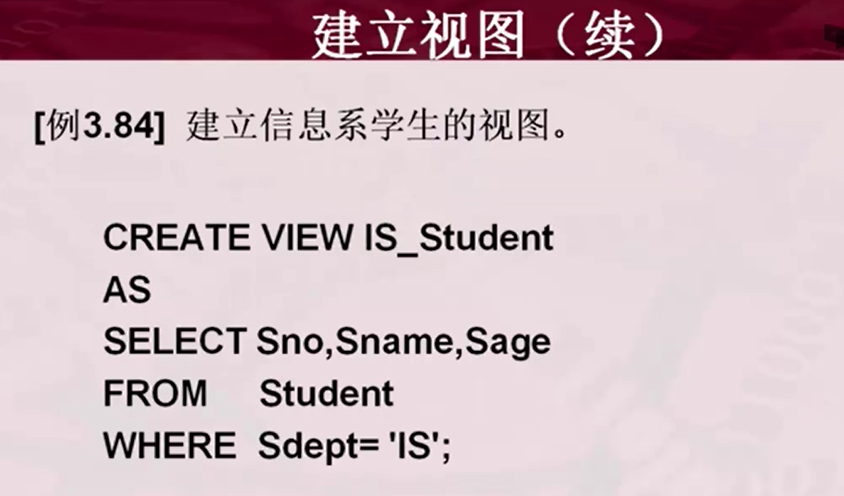 建立视图（续）
[例3.84] 建立信息系学生的视图。
CREATE VIEW IS_Student
AS
SELECT Sno,Sname,Sage
FROM Student
WHERE Sdept= 'IS';